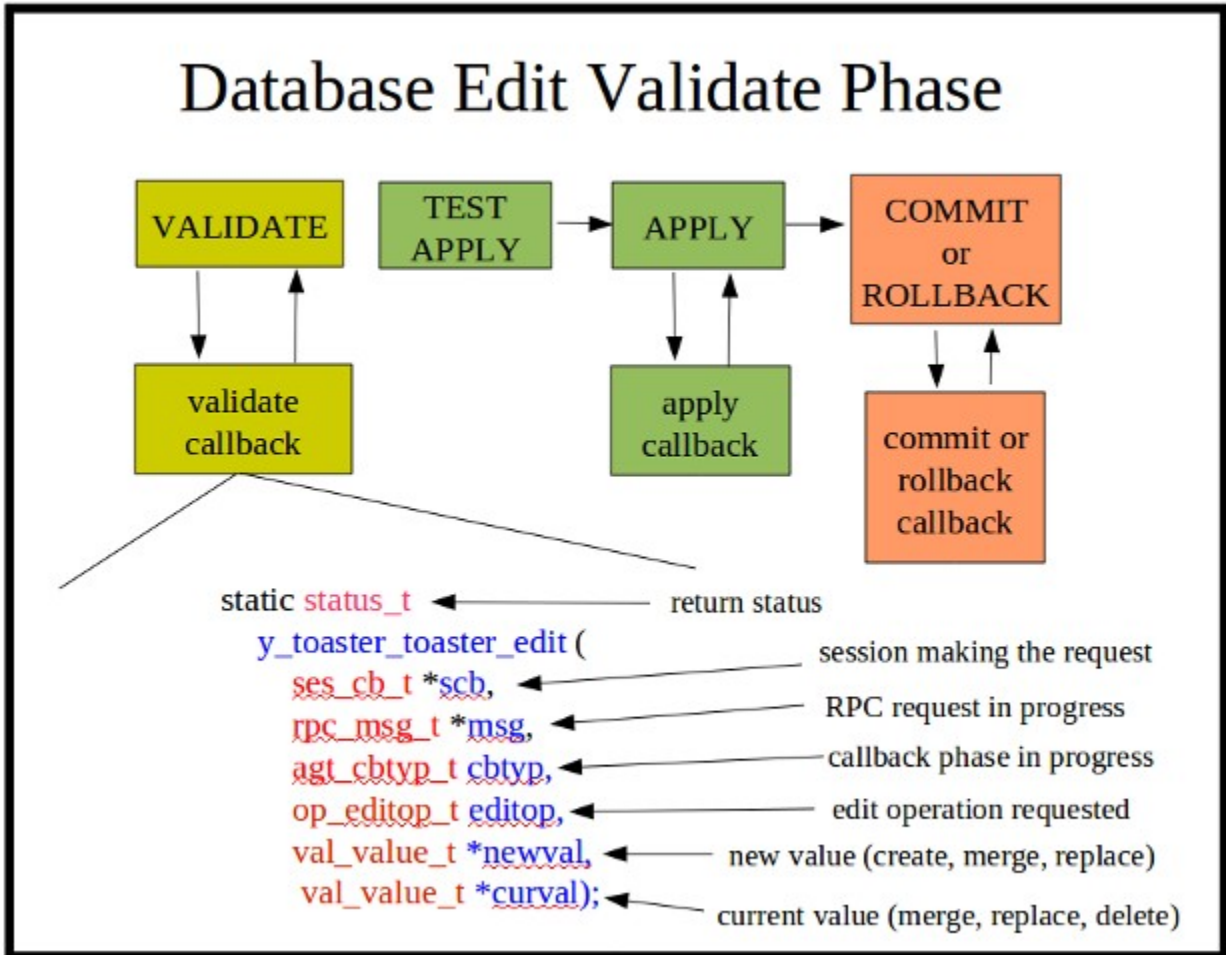 Database Edit Validate Phase
VALIDATE
TEST
APPLY
APPLY
COMMIT
or
ROLLBACK
validate
callback
apply
callback
commit or
rollback
callback
static status_t
return status
y_toaster_toaster_edit (
ses_cb_t *scb,
session making the request
rpc_msg_t *msg,
RPC request in progress
agt_cbtyp_t cbtyp,
callback phase in progress
op_editop_t editop,
edit operation requested
val_value_t *newval,
new value (create, merge, replace)
val_value_t *curval);
current value (merge, replace, delete)